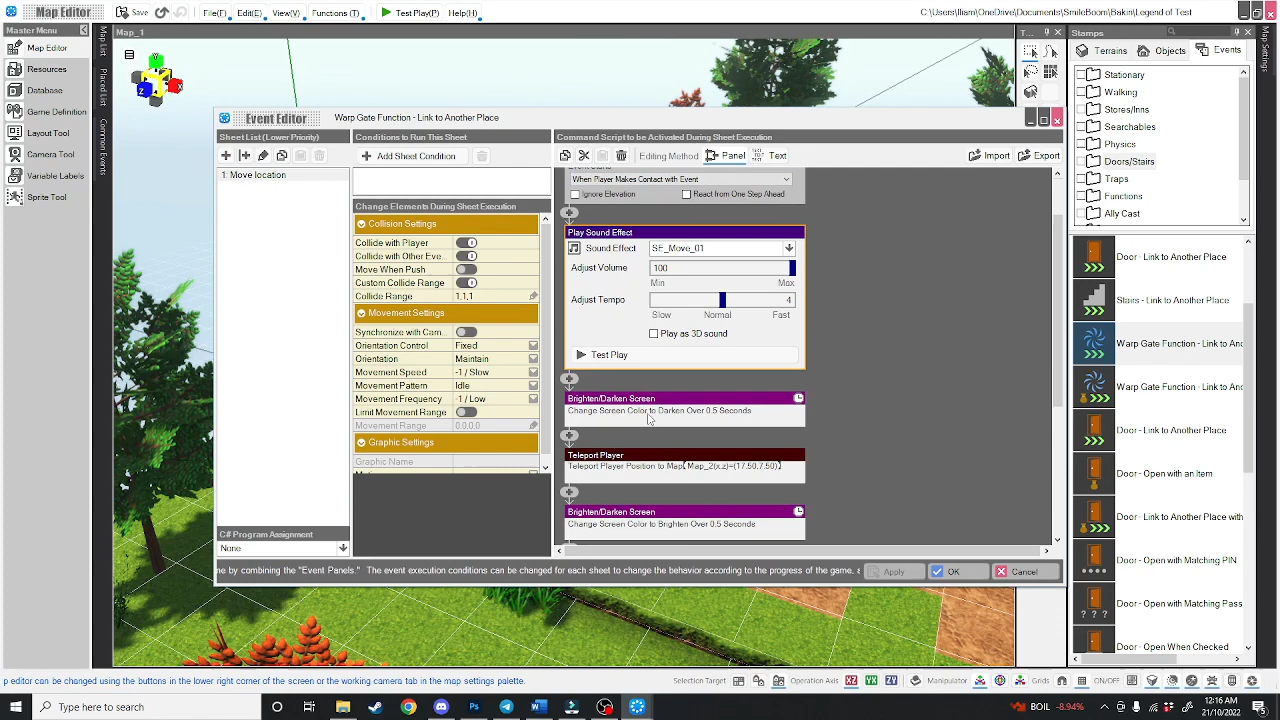 Map Editor
Save
File(F)
Edit(E)
View(V)
Functions (T)
Test Play(P)
Help(H)
C:\Users\Ilism\OneDrive\Documents\SmileBoom\Bakin\Legend of Test
Master Menu
Map Editor
Resources
Database
Game Definition
Layout Tool
Camera Tool
Variable Labels
Sprite Tool
Map List
Placed List
Common Events
Map_1
Y
Z
X
T...
Stamps
Terrains
Objects
Events
Map Settings
Stationary
Walking
Stores/Inns
Searchables
Physics
Doors/Stairs
Traps
Functions
Ally Cast
Door - Link to Another Place
Stairs - Link to Another Place
Warp Gate Function - Link to Ano
Warp Gate Function - Link to Ano
Door - Link to Another Place
Door - Open with an Item
Door - Link to Another Place with
Door - Open with Matching PIN
Door - Open with Matching Pass
Door - Open When Checked
Event Editor
Warp Gate Function - Link to Another Place
Sheet List (Lower Priority)
1: Move location
C# Program Assignment
None
Conditions to Run This Sheet
Add Sheet Condition
Change Elements During Sheet Execution
Collision Settings
Collide with Player
Collide with Other Eve...
Move When Push
Custom Collide Range
Collide Range 1,1,1
Movement Settings
Synchronize with Cam...
Orientation Control Fixed
Orientation Maintain
Movement Speed -1 / Slow
Movement Pattern Idle
Movement Frequency -1 / Low
Limit Movement Range
Movement Range 0,0,0,0
Graphic Settings
Graphic Name
Command Script to be Activated During Sheet Execution
Editing Method
Panel
Text
Import
Export
When Player Makes Contact with Event
Ignore Elevation
React from One Step Ahead
Play Sound Effect
Sound Effect SE_Move_01
Adjust Volume 100
Min Max
Adjust Tempo 4
Slow Normal Fast
Play as 3D sound
Test Play
Brighten/Darken Screen
Change Screen Color to Darken Over 0.5 Seconds
Teleport Player
Teleport Player Position to Map[ Map_2(x,z)=(17.50,7.50)]
Brighten/Darken Screen
Change Screen Color to Brighten Over 0.5 Seconds
me by combining the "Event Panels." The event execution conditions can be changed for each sheet to change the behavior according to the progress of the game. s
Apply
OK
Cancel
p editor can be changed using the buttons in the lower right corner of the screen or the working camera tab in the map settings palette.
Selection Target
Operation Axis
XZ
YX
ZY
Manipulator
Grids
ON/OFF
Type here to search
BOIL -8.94%
12:16 AM
21/10/2022